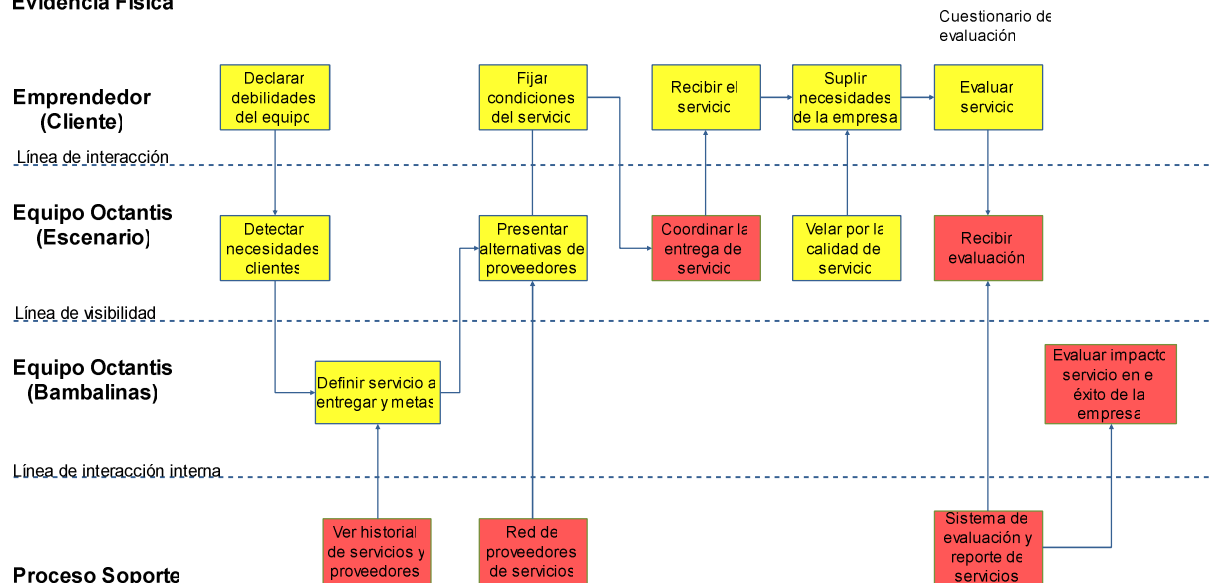 Evidencia Física
Cuestionario de
evaluación
Emprendedor
(Cliente)
Declarar
debilidades
del equipo
Fijar
condiciones
del servicio
Recibir el
servicio
Suplir
necesidades
de la empresa
Evaluar
servicio
Línea de interacción
Equipo Octantis
(Escenario)
Detectar
necesidades
clientes
Presentar
alternativas de
proveedores
Coordinar la
entrega de
servicio
Velar por la
calidad de
servicio
Recibir
evaluación
Línea de visibilidad
Equipo Octantis
(Bambalinas)
Definir servicio a
entregar y metas
Evaluar impacto
servicio en el
éxito de la
empresa
Línea de interacción interna
Proceso Soporte
Ver historial
de servicios y
proveedores
Red de
proveedores
de servicios
Sistema de
evaluación y
reporte de
servicios